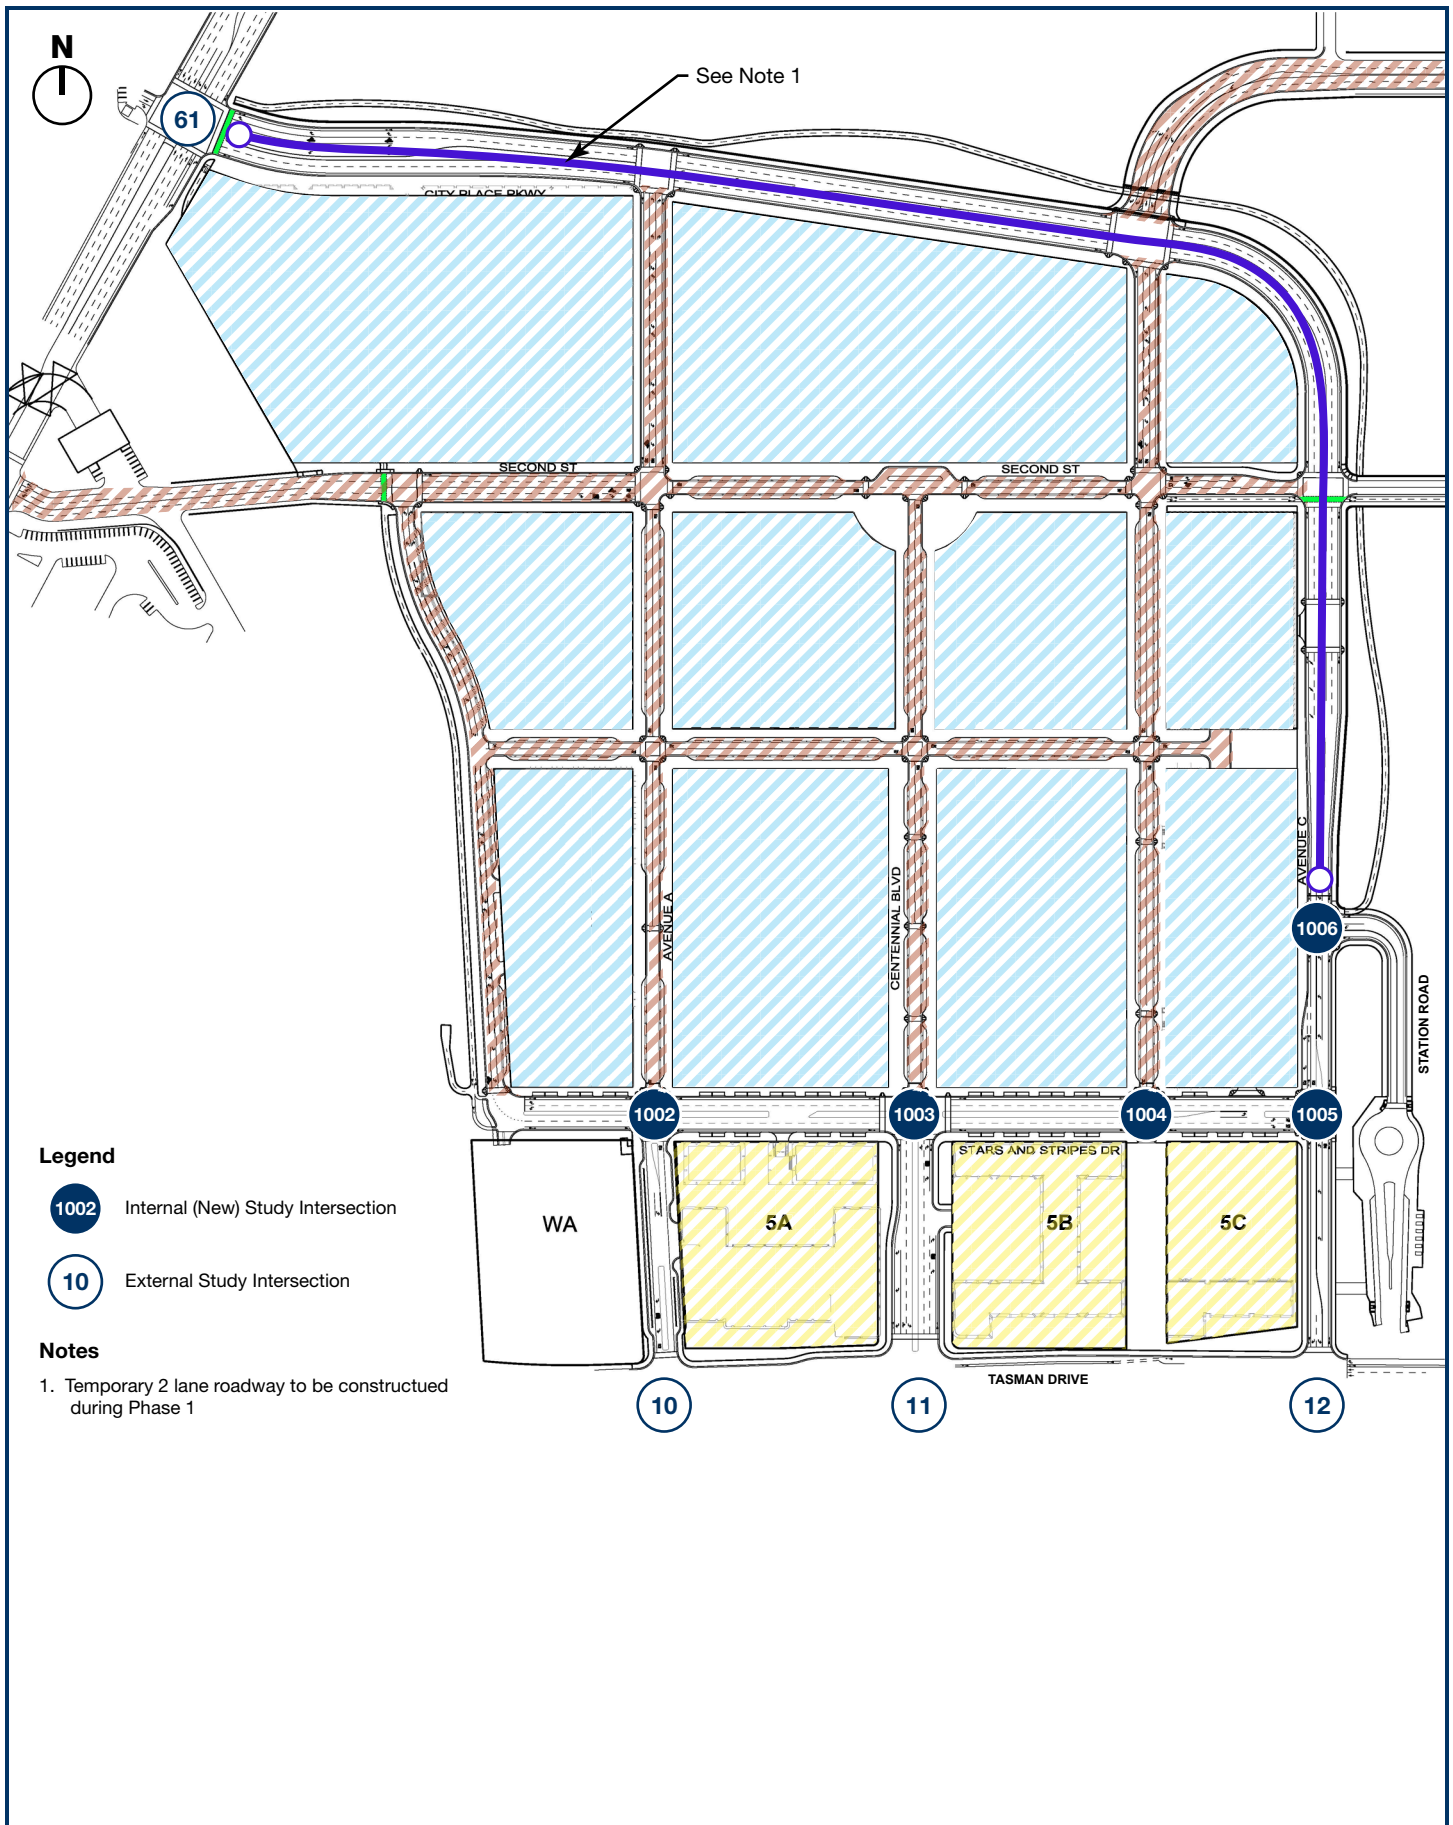 N
See Note 1
61
CITY PLACE PKWY
SECOND ST
SECOND ST
AVENUE C
AVENUE A
CENTENNIAL BLVD
1006
STATION ROAD
1002
1003
1004
1005
STARS AND STRIPES DR
WA
5A
5B
5C
TASMAN DRIVE
10
11
12
Legend
1002 Internal (New) Study Intersection
10 External Study Intersection
Notes
1. Temporary 2 lane roadway to be constructued
during Phase 1